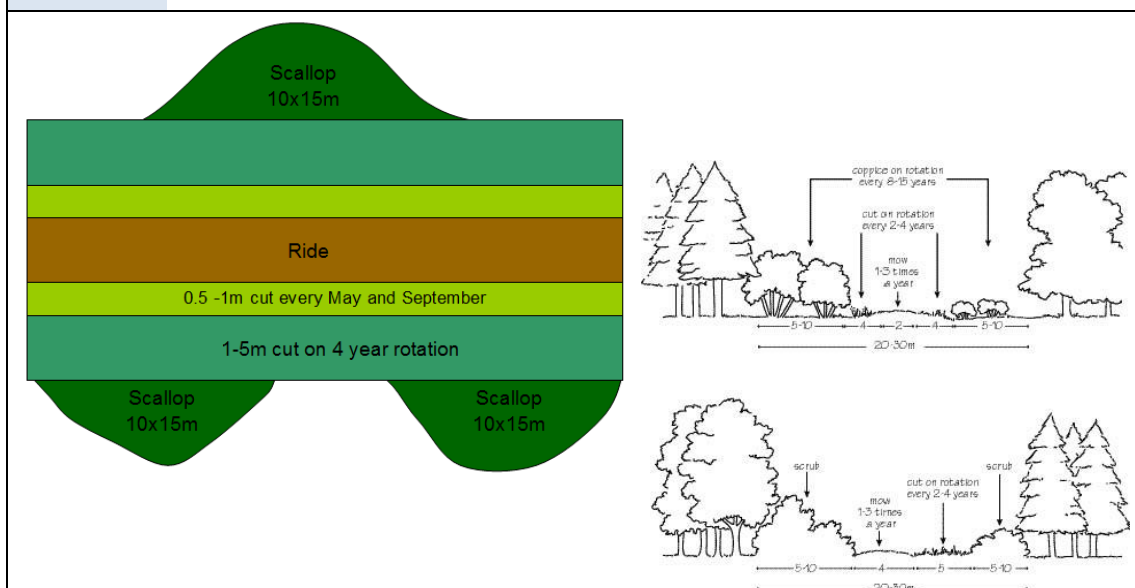 Scallop
10x15m
Ride
0.5 -1m cut every May and September
1-5m cut on 4 year rotation
Scallop
10x15m
Scallop
10x15m
coppice on rotation
every 8-15 years
cut on rotation
every 2-4 years
mow
1-3 times
a year
5-10
4
2
4
5-10
20-30m
scrub
scrub
cut on rotation
every 2-4 years
mow
1-3 times
a year
5-10
4
5
5-10
20-30m